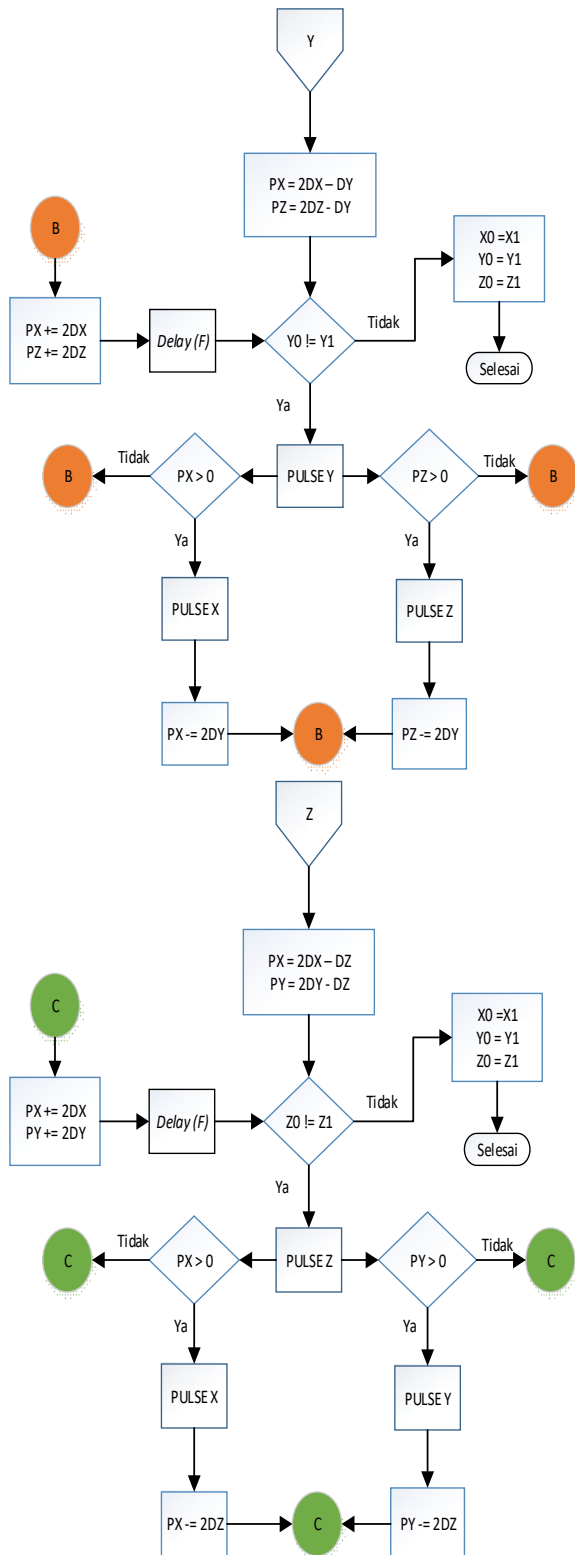 Y
PX = 2DX – DY
PZ = 2DZ - DY
B
X0 =X1
Y0 = Y1
Z0 = Z1
Tidak
PX += 2DX
PZ += 2DZ
Delay (F)
Y0 != Y1
Selesai
Ya
Tidak
Tidak
B
PX > 0
PULSE Y
PZ > 0
B
Ya
Ya
PULSE X
PULSE Z
PX -= 2DY
B
PZ -= 2DY
Z
PX = 2DX – DZ
PY = 2DY - DZ
C
X0 =X1
Y0 = Y1
Z0 = Z1
Tidak
PX += 2DX
PY += 2DY
Delay (F)
Z0 != Z1
Selesai
Ya
Tidak
Tidak
C
PX > 0
PULSE Z
PY > 0
C
Ya
Ya
PULSE X
PULSE Y
PX -= 2DZ
C
PY -= 2DZ